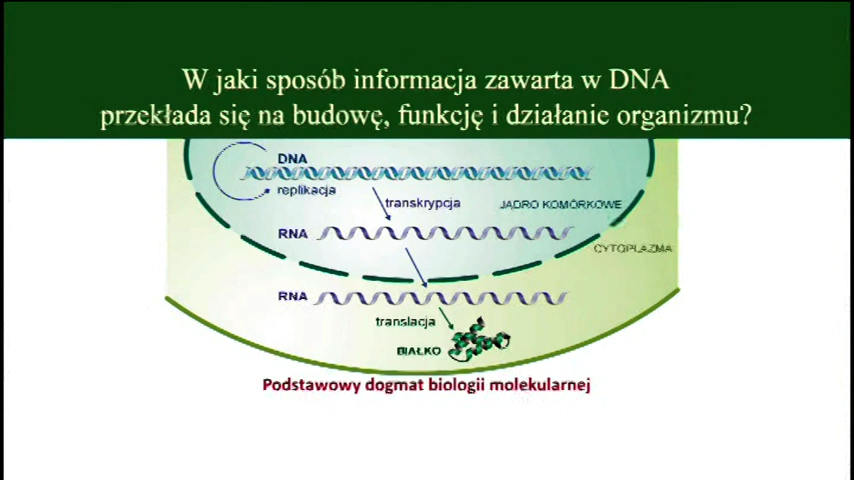 W jaki sposób informacja zawarta w DNA
przekłada się na budowę, funkcję i działanie organizmu?
DNA
replikacja
transkrypcja
JĄDRO KOMÓRKOWE
RNA
CYTOPLAZMA
RNA
translacja
BIAŁKO
Podstawowy dogmat biologii molekularnej